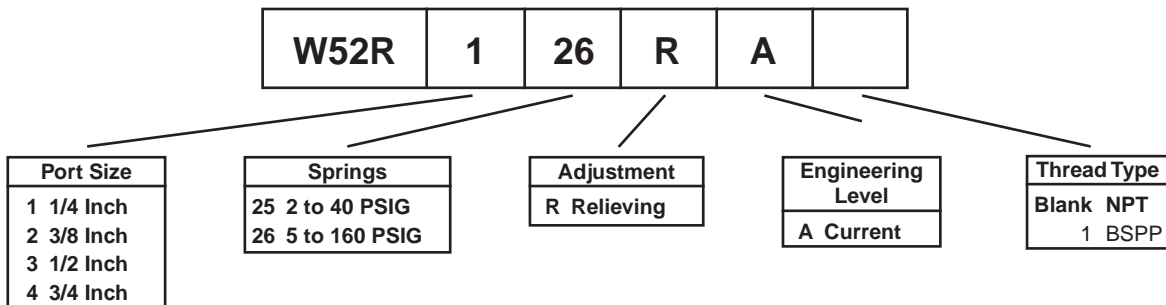 W52R 1 26 R A
Port Size
1 1/4 Inch
2 3/8 Inch
3 1/2 Inch
4 3/4 Inch
Springs
25 2 to 40 PSIG
26 5 to 160 PSIG
Adjustment
R Relieving
Engineering
Level
A Current
Thread Type
Blank NPT
1 BSPP